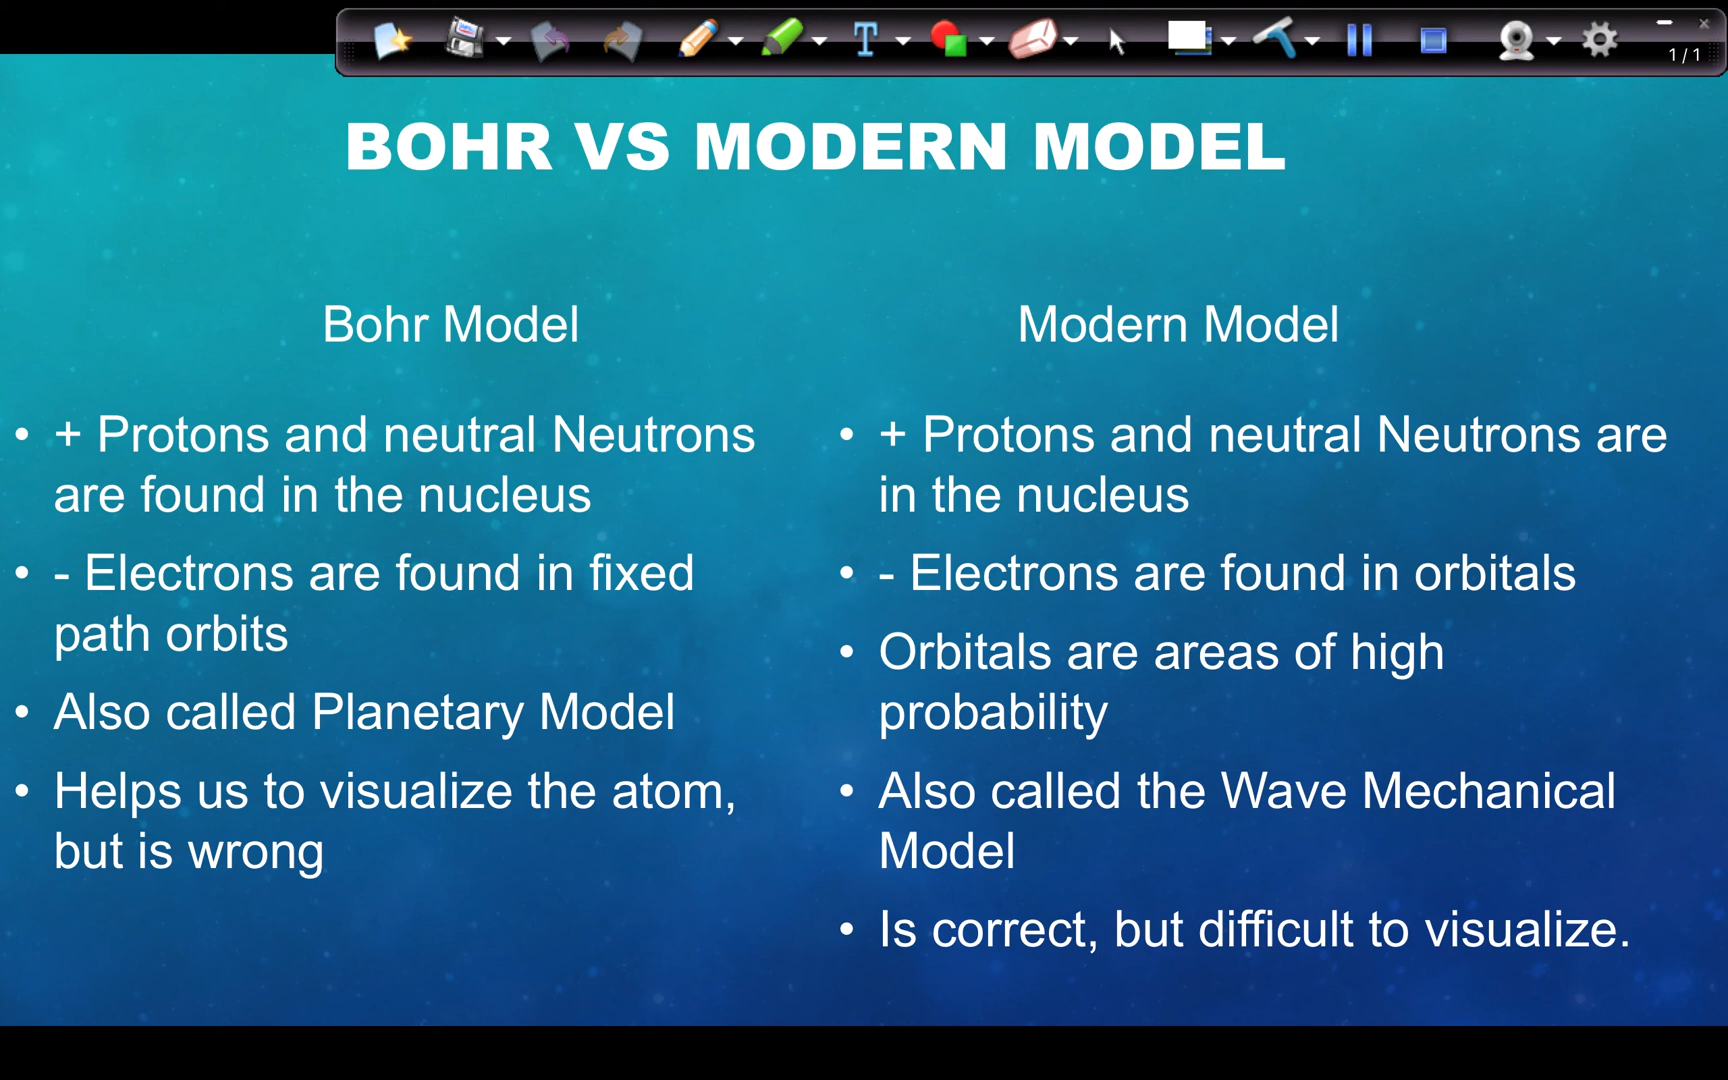 1 / 1
BOHR VS MODERN MODEL
Bohr Model
• + Protons and neutral Neutrons
are found in the nucleus
• - Electrons are found in fixed
path orbits
• Also called Planetary Model
• Helps us to visualize the atom,
but is wrong
Modern Model
• + Protons and neutral Neutrons are
in the nucleus
• - Electrons are found in orbitals
• Orbitals are areas of high
probability
• Also called the Wave Mechanical
Model
• Is correct, but difficult to visualize.